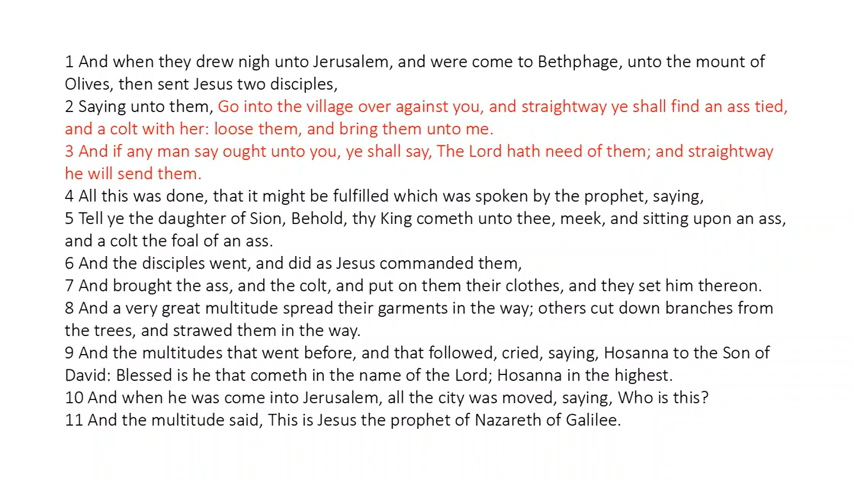 1 And when they drew nigh unto Jerusalem, and were come to Bethphage, unto the mount of
Olives, then sent Jesus two disciples,
2 Saying unto them, Go into the village over against you, and straightway ye shall find an ass tied,
and a colt with her: loose them, and bring them unto me.
3 And if any man say ought unto you, ye shall say, The Lord hath need of them; and straightway
he will send them.
4 All this was done, that it might be fulfilled which was spoken by the prophet, saying,
5 Tell ye the daughter of Sion, Behold, thy King cometh unto thee, meek, and sitting upon an ass,
and a colt the foal of an ass.
6 And the disciples went, and did as Jesus commanded them,
7 And brought the ass, and the colt, and put on them their clothes, and they set him thereon.
8 And a very great multitude spread their garments in the way; others cut down branches from
the trees, and strawed them in the way.
9 And the multitudes that went before, and that followed, cried, saying, Hosanna to the Son of
David: Blessed is he that cometh in the name of the Lord; Hosanna in the highest.
10 And when he was come into Jerusalem, all the city was moved, saying, Who is this?
11 And the multitude said, This is Jesus the prophet of Nazareth of Galilee.